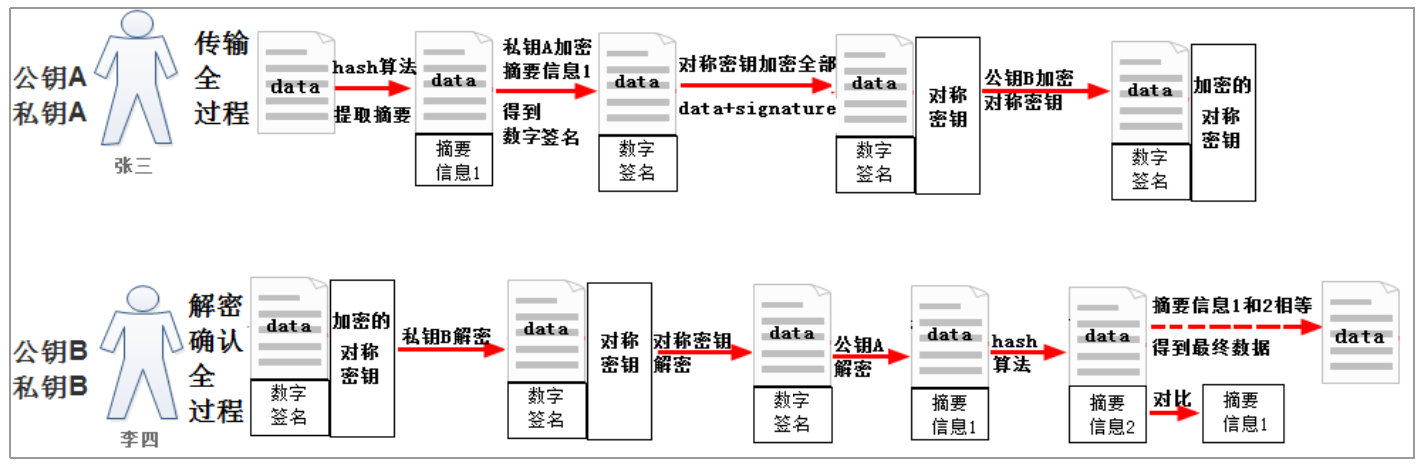 公钥A
私钥A
张三
传输
全
过程
data
hash算法
提取摘要
data
摘要
信息1
私钥A加密
摘要信息1
得到
数字签名
data
数字
签名
对称密钥加密全部
data+signature
data
数字
签名
对称
密钥
公钥B加密
对称密钥
data
数字
签名
加密的
对称
密钥
公钥B
私钥B
李四
解密
确认
全
过程
data
数字
签名
加密的
对称
密钥
私钥B解密
data
数字
签名
对称
密钥
对称密钥
解密
data
数字
签名
公钥A
解密
data
摘要
信息1
hash
算法
data
摘要
信息2
摘要信息1和2相等
得到最终数据
对比
摘要
信息1
data